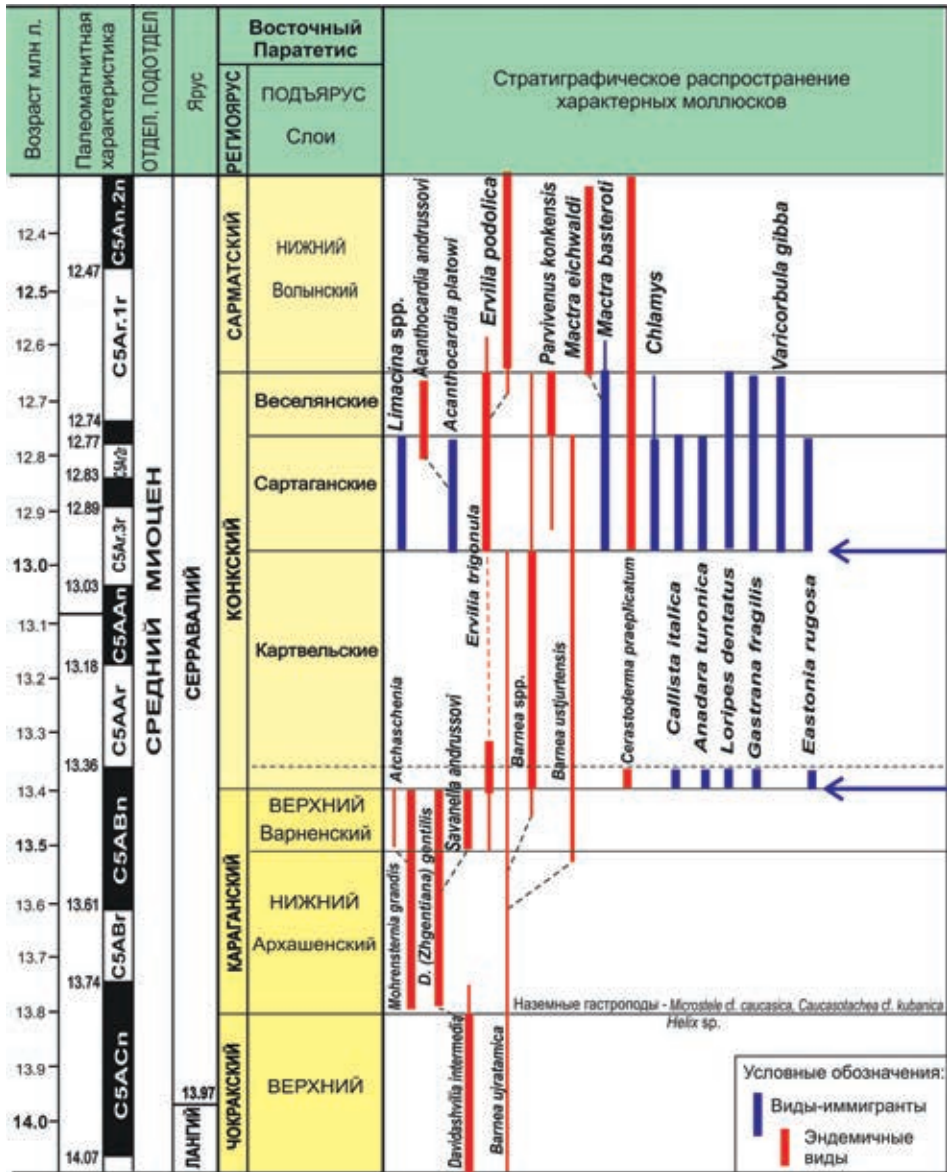 Возраст млн л.
Палеомагнитная
характеристика
ОТДЕЛ, ПОДОТДЕЛ
Ярус
Восточный
Паратетис
РЕГИОЯРУС
ПОДЪЯРУС
Слои
Стратиграфическое распространение
характерных моллюсков
12.4
12.5
12.6
12.7
12.8
12.9
13.0
13.1
13.2
13.3
13.4
13.5
13.6
13.7
13.8
13.9
14.0
12.47
12.74
12.77
12.83
12.89
13.03
13.18
13.36
13.61
13.74
14.07
C5An.2n
C5Ar.1r
C5Ar2r
C5Ar.3r
C5AAn
C5AAr
C5ABn
C5ABr
C5ACn
СРЕДНИЙ МИОЦЕН
СЕРРАВАЛИЙ
13.97
ЛАНГИЙ
САРМАТСКИЙ
КОНКСКИЙ
КАРАГАНСКИЙ
ЧОКРАКСКИЙ
НИЖНИЙ
Волынский
Веселянские
Сартаганские
Картвельские
ВЕРХНИЙ
Варненский
НИЖНИЙ
Архашенский
ВЕРХНИЙ
Limacina spp.
Acanthocardia andrussovi
Acanthocardia platowi
Ervilia podolica
Parvivenus konkensis
Mactra eichwaldi
Mactra basteroti
Chlamys
Varicorbula gibba
Ervilia trigonula
Archaschenia
Savanella andrussovi
Barnea spp.
Barnea ustjurtensis
Cerastoderma praeplicatum
Callista italica
Anadara turonica
Loripes dentatus
Gastrana fragilis
Eastonia rugosa
Mohrensternia grandis
D. (Zhgentiana) gentilis
Davidashvilia intermedia
Barnea ujratamica
Наземные гастроподы - Microstele cf. caucasica, Caucasotachea cf. kubanica
Helix sp.
Условные обозначения:
Виды-иммигранты
Эндемичные
виды